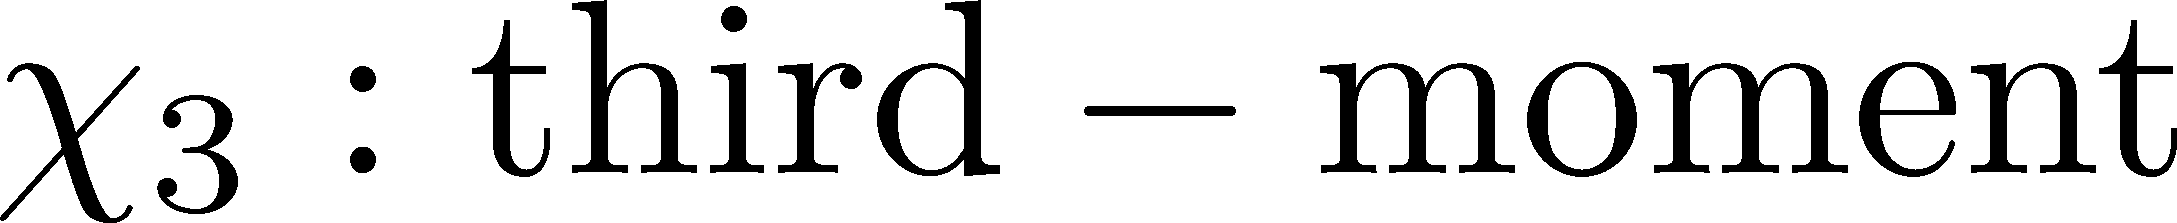 χ₃ : third − moment